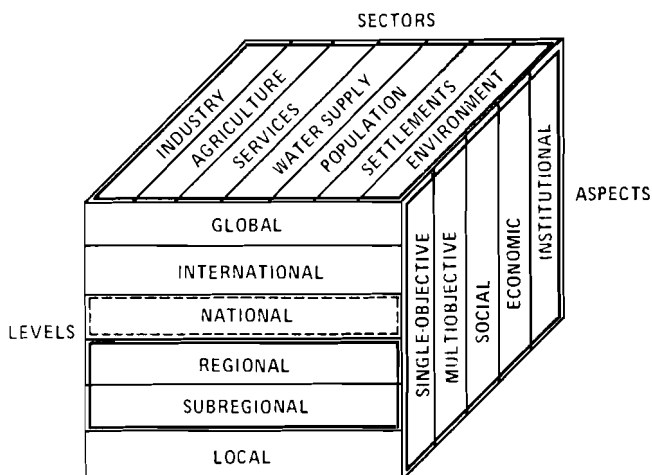 SECTORS
INDUSTRY
AGRICULTURE
SERVICES
WATER SUPPLY
POPULATION
SETTLEMENTS
ENVIRONMENT
ASPECTS
SINGLE-OBJECTIVE
MULTIOBJECTIVE
SOCIAL
ECONOMIC
INSTITUTIONAL
LEVELS
GLOBAL
INTERNATIONAL
NATIONAL
REGIONAL
SUBREGIONAL
LOCAL